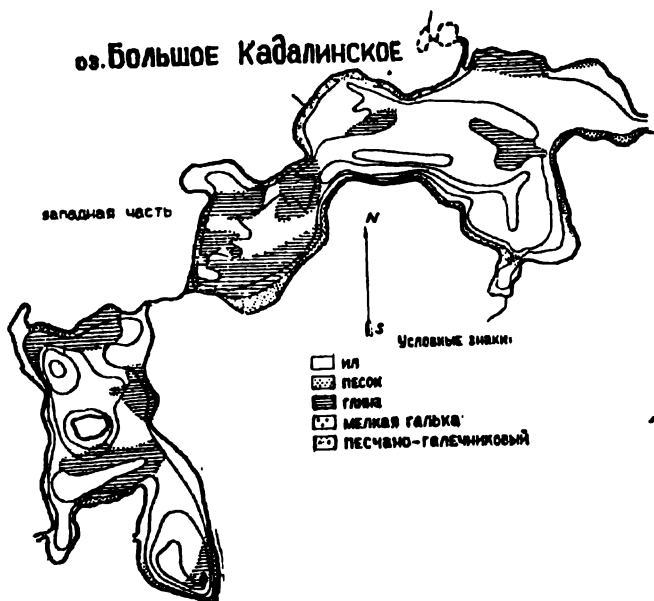 оз. Большое Кадалинское
западная часть
N
S
Условные знаки:
ил
песок
глина
мелкая галька
песчано-галечниковый